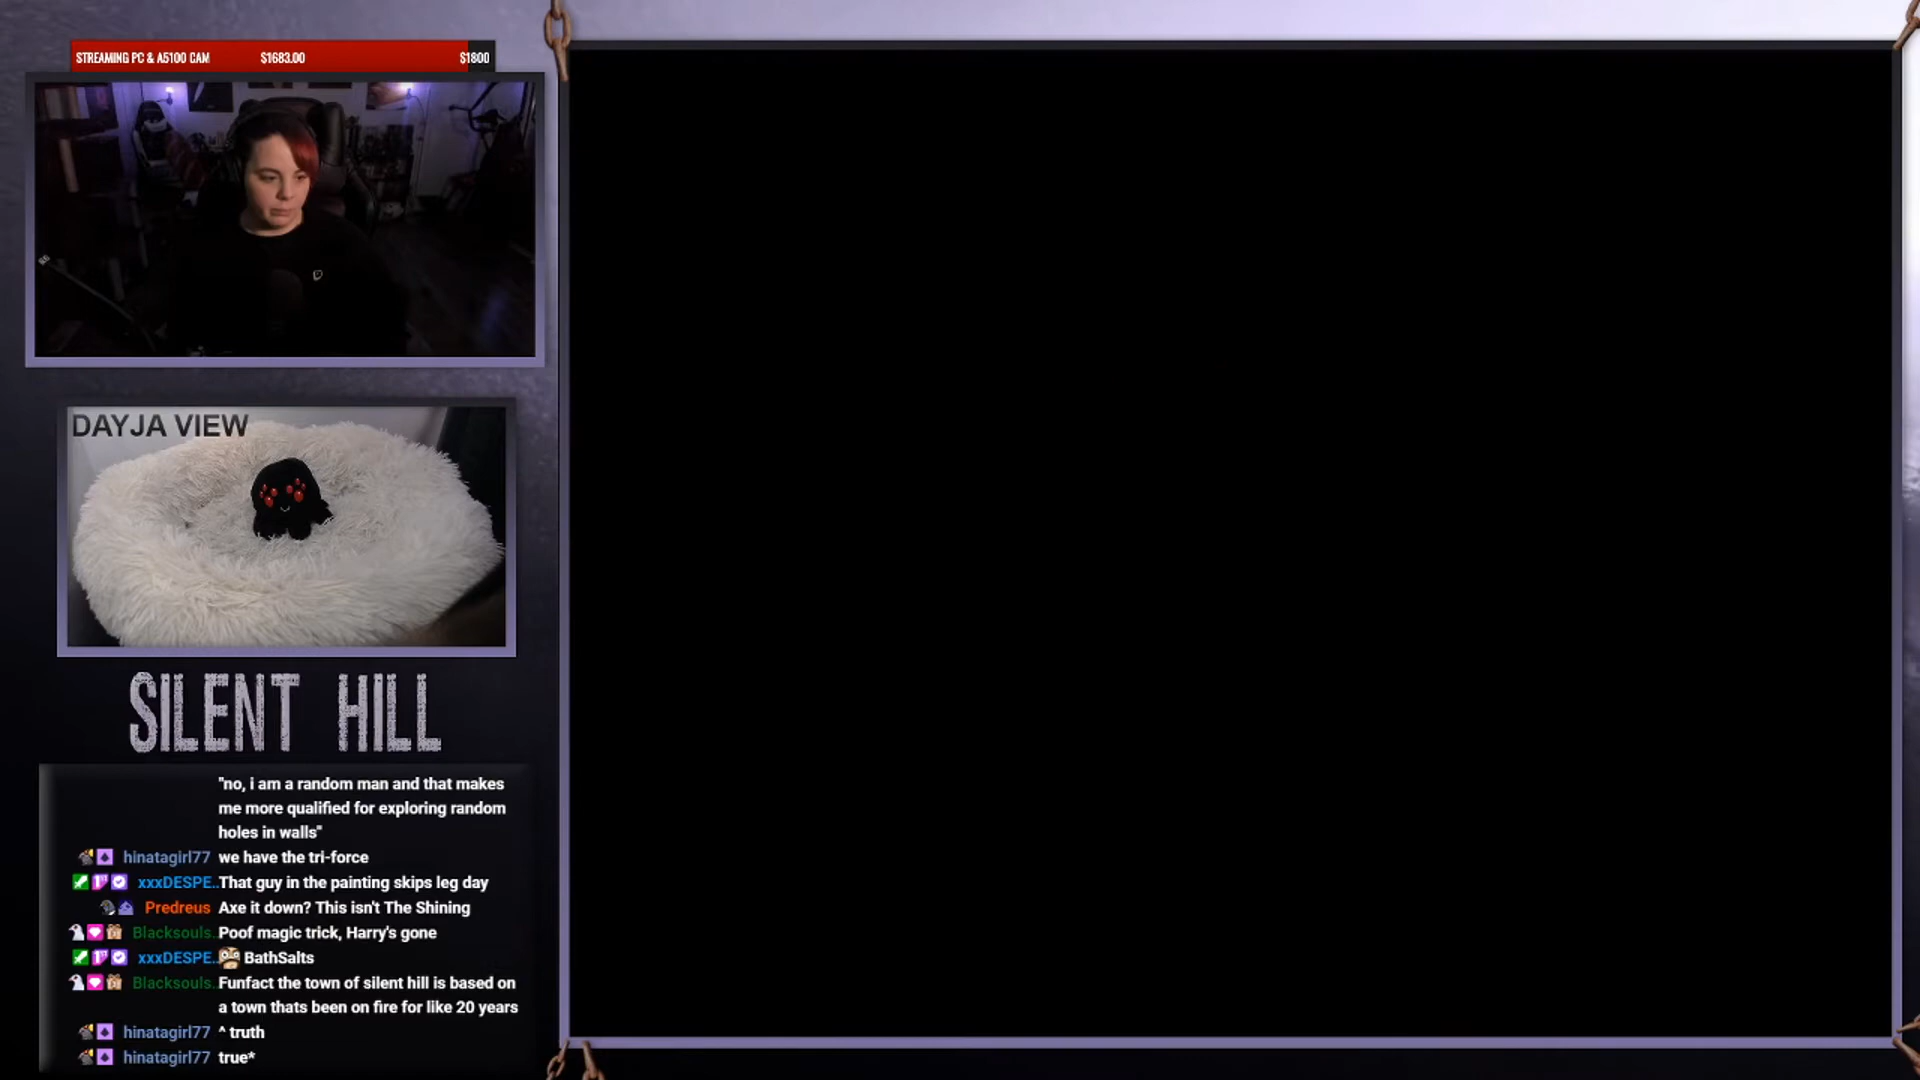 STREAMING PC & A5100 CAM $1683.00 $1800
DAYJA VIEW
SILENT HILL
"no, i am a random man and that makes
me more qualified for exploring random
holes in walls"
hinatagirl77 we have the tri-force
xxxDESPE.. That guy in the painting skips leg day
Predreus Axe it down? This isn't The Shining
Blacksouls.. Poof magic trick, Harry's gone
xxxDESPE.. BathSalts
Blacksouls.. Funfact the town of silent hill is based on
a town thats been on fire for like 20 years
hinatagirl77 ^ truth
hinatagirl77 true*